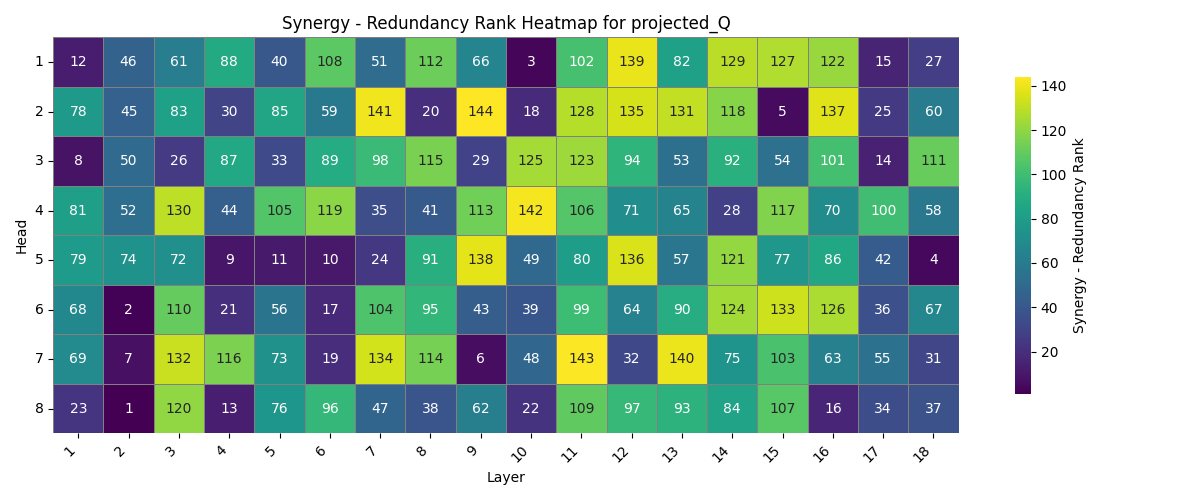 Synergy - Redundancy Rank Heatmap for projected_Q
1 12 46 61 88 40 108 51 112 66 3 102 139 82 129 127 122 15 27
2 78 45 83 30 85 59 141 20 144 18 128 135 131 118 5 137 25 60
3 8 50 26 87 33 89 98 115 29 125 123 94 53 92 54 101 14 111
4 81 52 130 44 105 119 35 41 113 142 106 71 65 28 117 70 100 58
5 79 74 72 9 11 10 24 91 138 49 80 136 57 121 77 86 42 4
6 68 2 110 21 56 17 104 95 43 39 99 64 90 124 133 126 36 67
7 69 7 132 116 73 19 134 114 6 48 143 32 140 75 103 63 55 31
8 23 1 120 13 76 96 47 38 62 22 109 97 93 84 107 16 34 37
1 2 3 4 5 6 7 8 9 10 11 12 13 14 15 16 17 18
Layer
Head
140
120
100
80
60
40
20
Synergy - Redundancy Rank